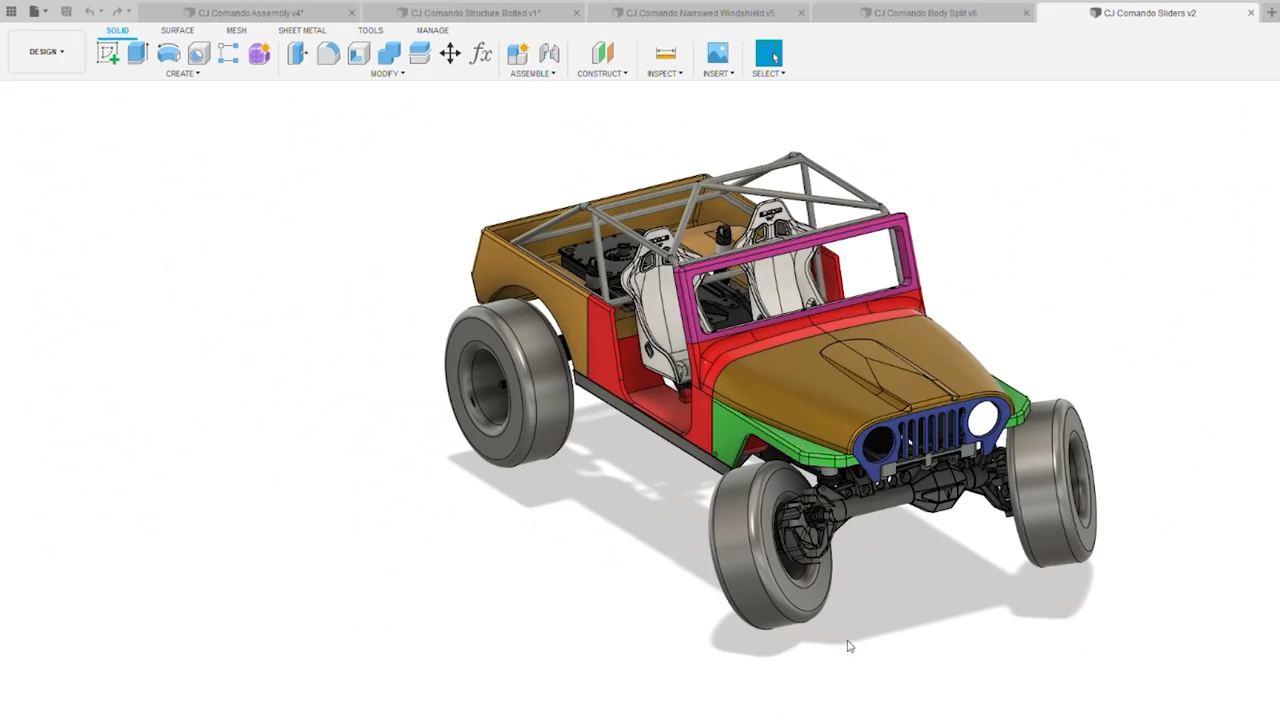 CJ Comando Assembly v4*
CJ Comando Structure Bolted v1*
CJ Comando Narrowed Windshield v5
CJ Comando Body Split v6
CJ Comando Sliders v2
SOLID
SURFACE
MESH
SHEET METAL
TOOLS
MANAGE
DESIGN
fx
CREATE
MODIFY
ASSEMBLE
CONSTRUCT
INSPECT
INSERT
SELECT